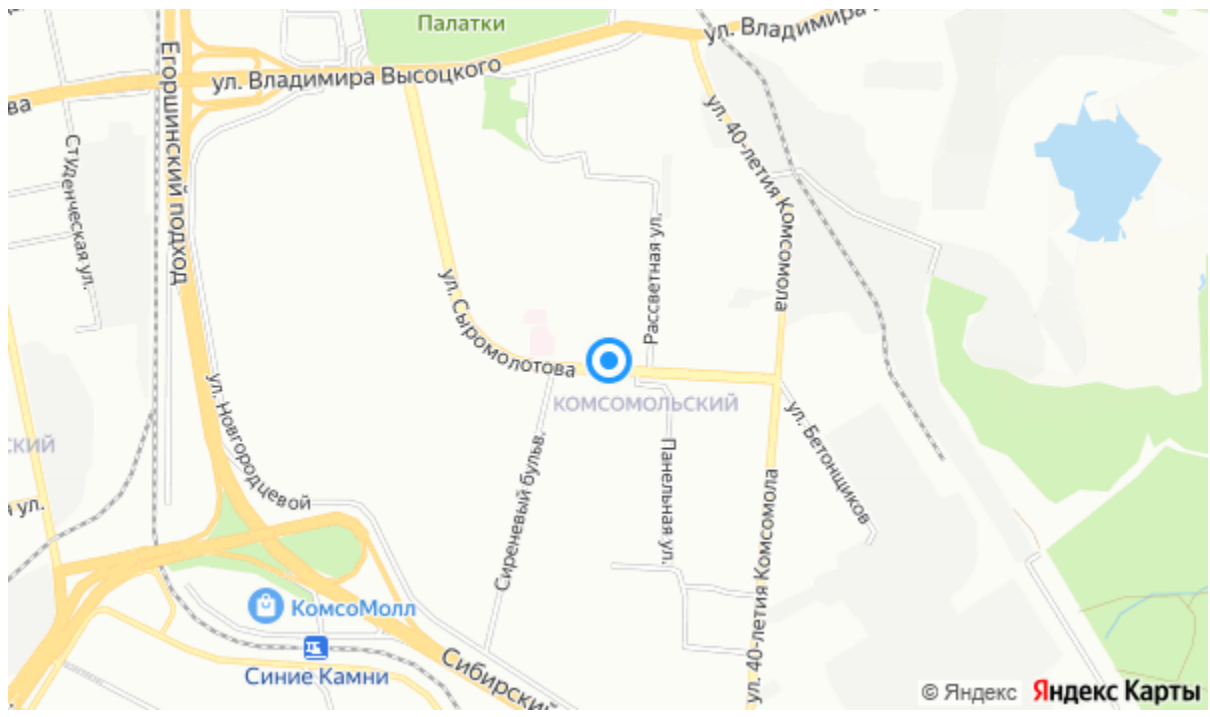 Палатки
ул. Владимира
ул. Владимира Высоцкого
ва
Егоршинский подход
Студенческая ул.
ул. 40-летия Комсомола
Рассветная ул.
ул. Сыромолотова
КОМСОМОЛЬСКИЙ
ский
ул. Новгородцевой
Сиреневый бульв.
Панельная ул.
ул. Бетонщиков
ул. 40-летия Комсомола
ул.
КомсоМолл
Синие Камни
Сибирский
© Яндекс Яндекс Карты